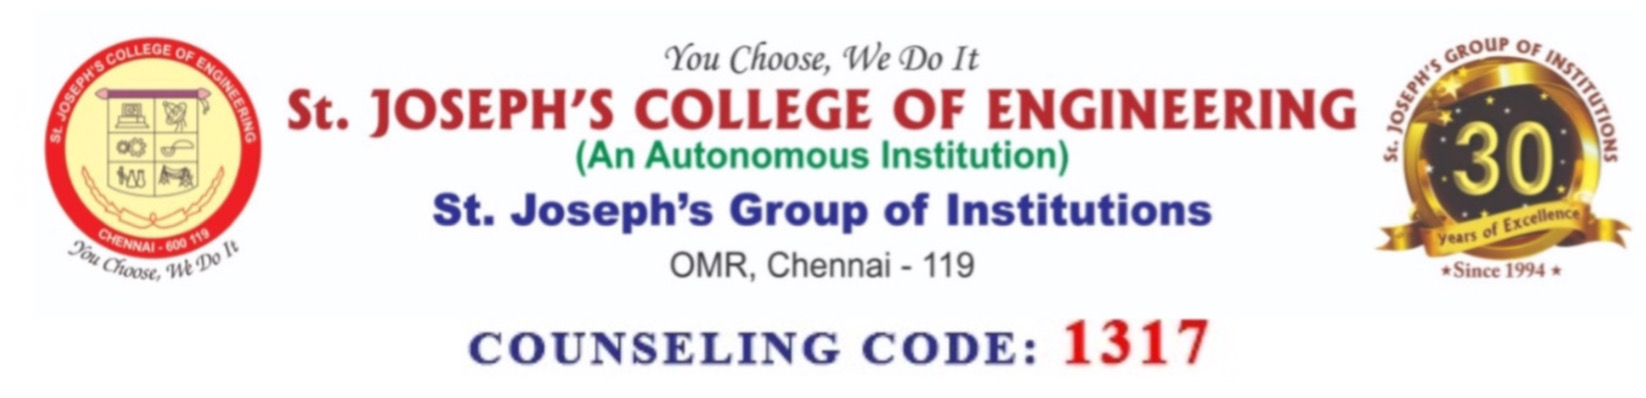 St. JOSEPH'S COLLEGE OF ENGINEERING
CHENNAI - 600 119
You Choose, We Do It
You Choose, We Do It
St. JOSEPH'S COLLEGE OF ENGINEERING
(An Autonomous Institution)
St. Joseph's Group of Institutions
OMR, Chennai - 119
COUNSELING CODE: 1317
St. JOSEPH'S GROUP OF INSTITUTIONS
30
Years of Excellence
★Since 1994★